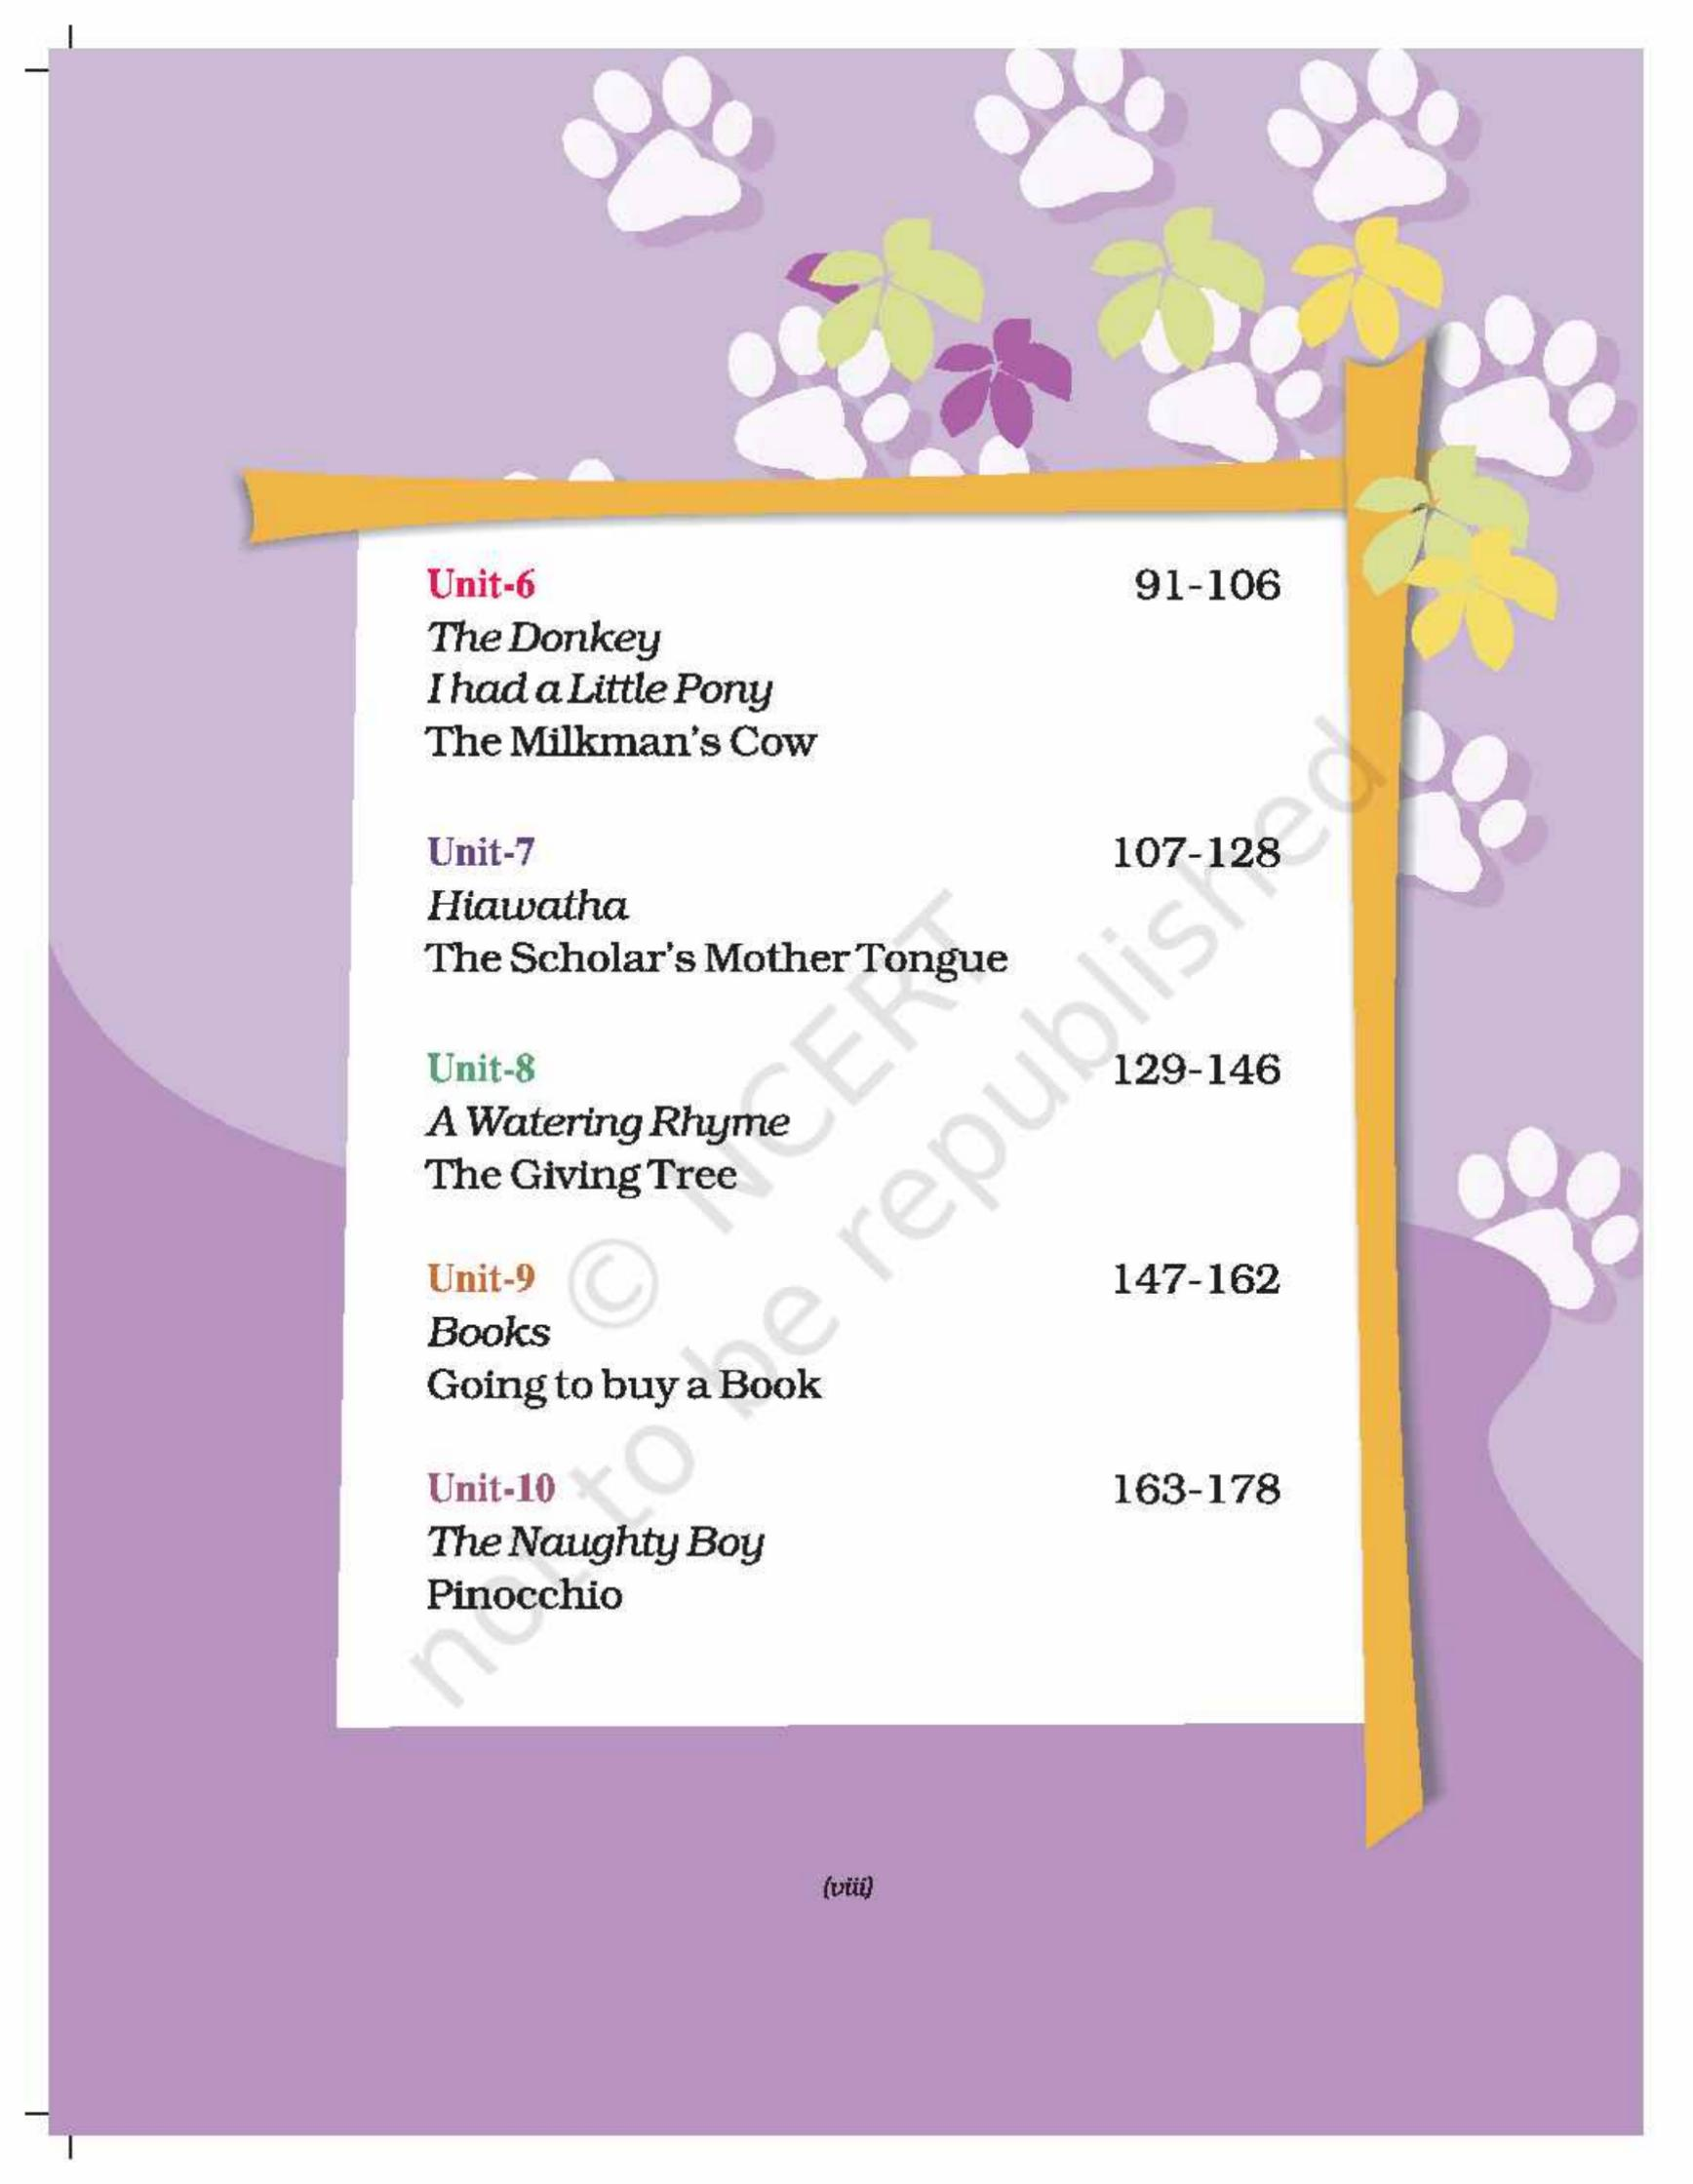 Unit-6 91-106
The Donkey
I had a Little Pony
The Milkman's Cow
Unit-7 107-128
Hiawatha
The Scholar's Mother Tongue
Unit-8 129-146
A Watering Rhyme
The Giving Tree
Unit-9 147-162
Books
Going to buy a Book
Unit-10 163-178
The Naughty Boy
Pinocchio
© NCERT
not to be republished
(viii)